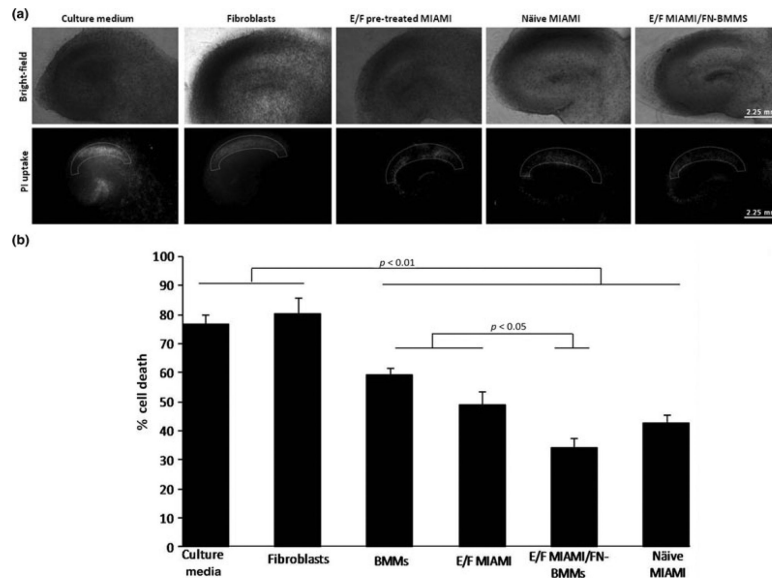 (a)
Culture medium Fibroblasts E/F pre-treated MIAMI Näive MIAMI E/F MIAMI/FN-BMMS
Bright-field
2.25 mm
PI uptake
2.25 mm
(b)
p < 0.01
p < 0.05
% cell death
100
90
80
70
60
50
40
30
20
10
0
Culture media
Fibroblasts
BMMs
E/F MIAMI
E/F MIAMI/FN-
BMMs
Näive
MIAMI